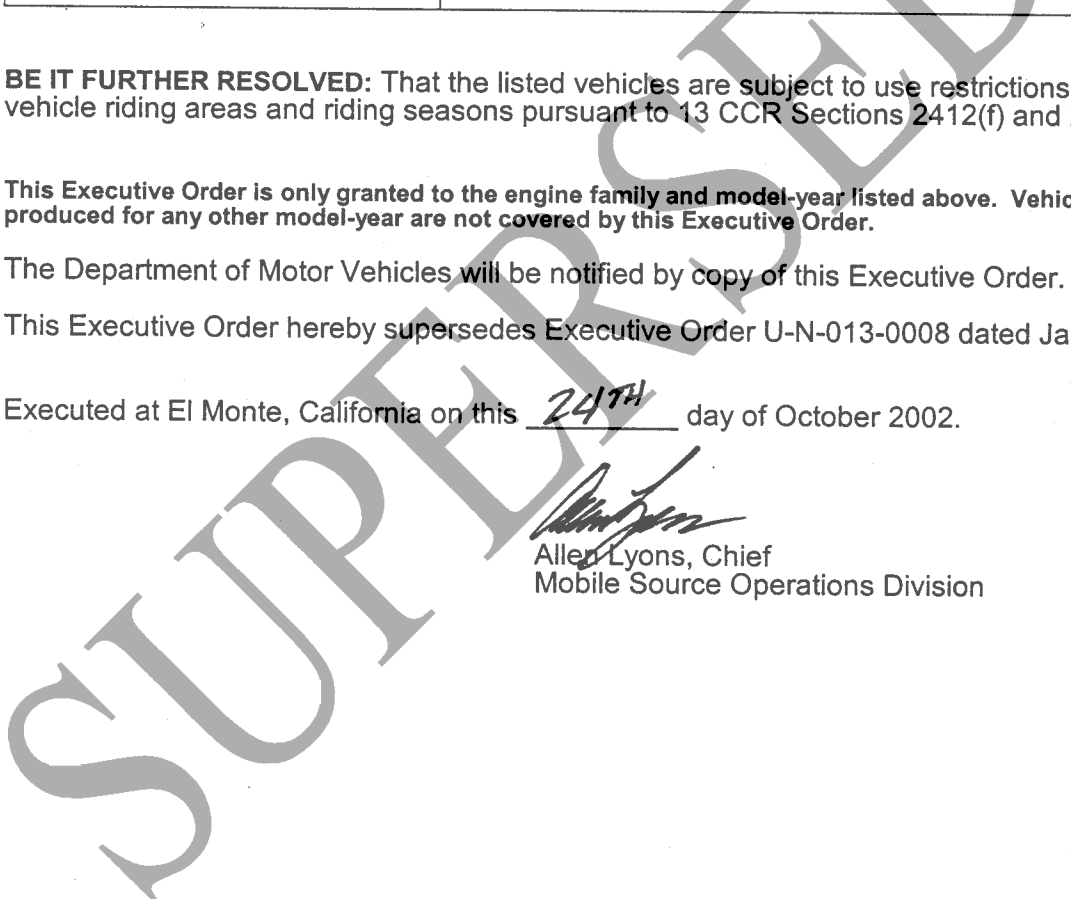 BE IT FURTHER RESOLVED: That the listed vehicles are subject to use restrictions
vehicle riding areas and riding seasons pursuant to 13 CCR Sections 2412(f) and
This Executive Order is only granted to the engine family and model-year listed above. Vehic
produced for any other model-year are not covered by this Executive Order.
The Department of Motor Vehicles will be notified by copy of this Executive Order.
This Executive Order hereby supersedes Executive Order U-N-013-0008 dated Ja
Executed at El Monte, California on this 24TH day of October 2002.
Allen Lyons
Allen Lyons, Chief
Mobile Source Operations Division
SUPERSED